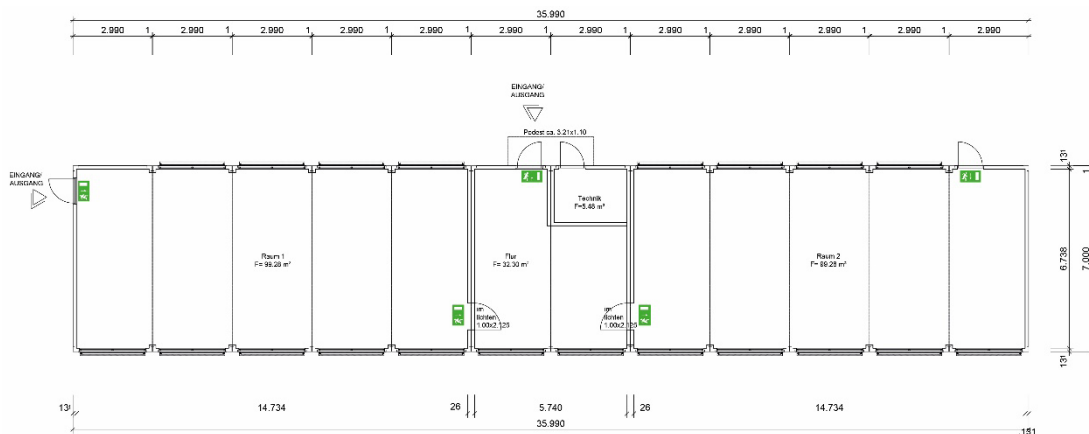 35.990
2.990 1 2.990 1 2.990 1 2.990 1 2.990 1 2.990 1 2.990 1 2.990 1 2.990 1 2.990 1 2.990 1 2.990
EINGANG/
AUSGANG
Podest ca. 3.21x1.10
EINGANG/
AUSGANG
Technik
F=5.46 m²
Raum 1
F= 99.28 m²
Flur
F= 32.30 m²
Raum 2
F= 99.28 m²
im
lichten
1.00x2.125
im
lichten
1.00x2.125
131
6.738
131
1
7.000
131
14.734
26
5.740
26
14.734
35.990
131